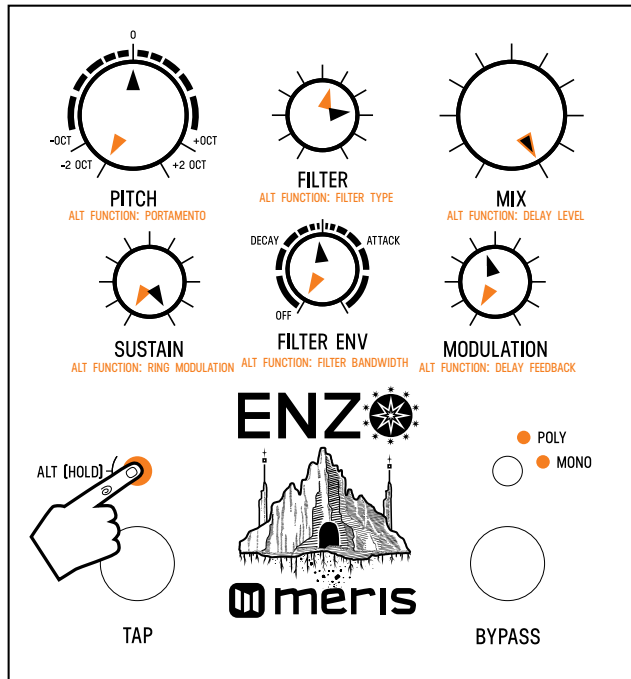 0
-OCT
+OCT
-2 OCT
+2 OCT
PITCH
ALT FUNCTION: PORTAMENTO
FILTER
ALT FUNCTION: FILTER TYPE
MIX
ALT FUNCTION: DELAY LEVEL
SUSTAIN
ALT FUNCTION: RING MODULATION
DECAY
ATTACK
OFF
FILTER ENV
ALT FUNCTION: FILTER BANDWIDTH
MODULATION
ALT FUNCTION: DELAY FEEDBACK
ENZO
ALT (HOLD)
POLY
MONO
meris
TAP
BYPASS